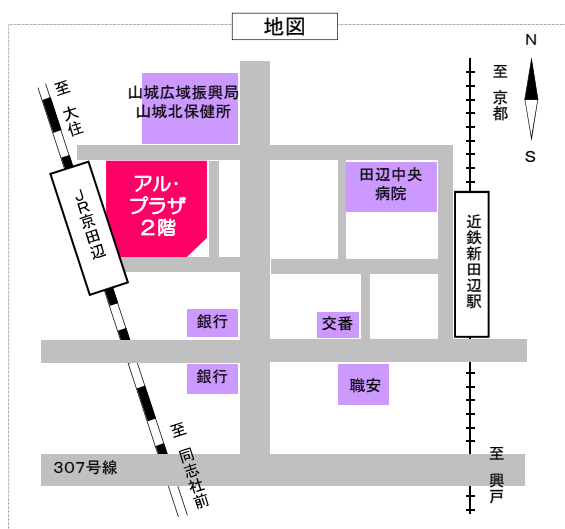 地図
N
S
至 大住
山城広域振興局
山城北保健所
至 京都
アル・
プラザ
2階
田辺中央
病院
JR京田辺
近鉄新田辺駅
銀行
交番
銀行
職安
至 同志社前
307号線
至 興戸